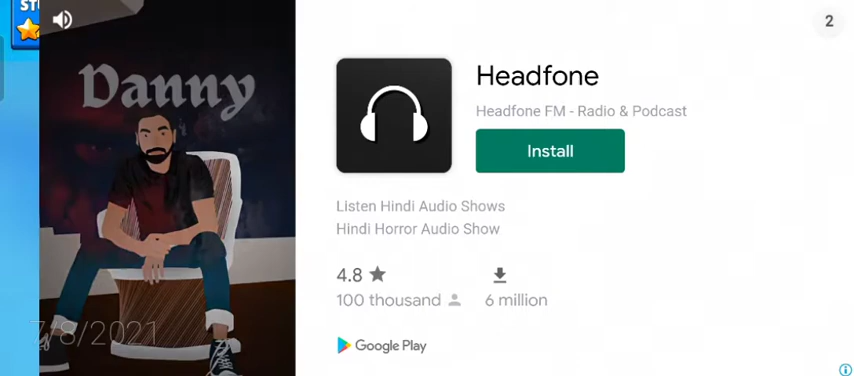 ST
2
Danny
Headfone
Headfone FM - Radio & Podcast
Install
Listen Hindi Audio Shows
Hindi Horror Audio Show
4.8
100 thousand
6 million
7/8/2021
Google Play